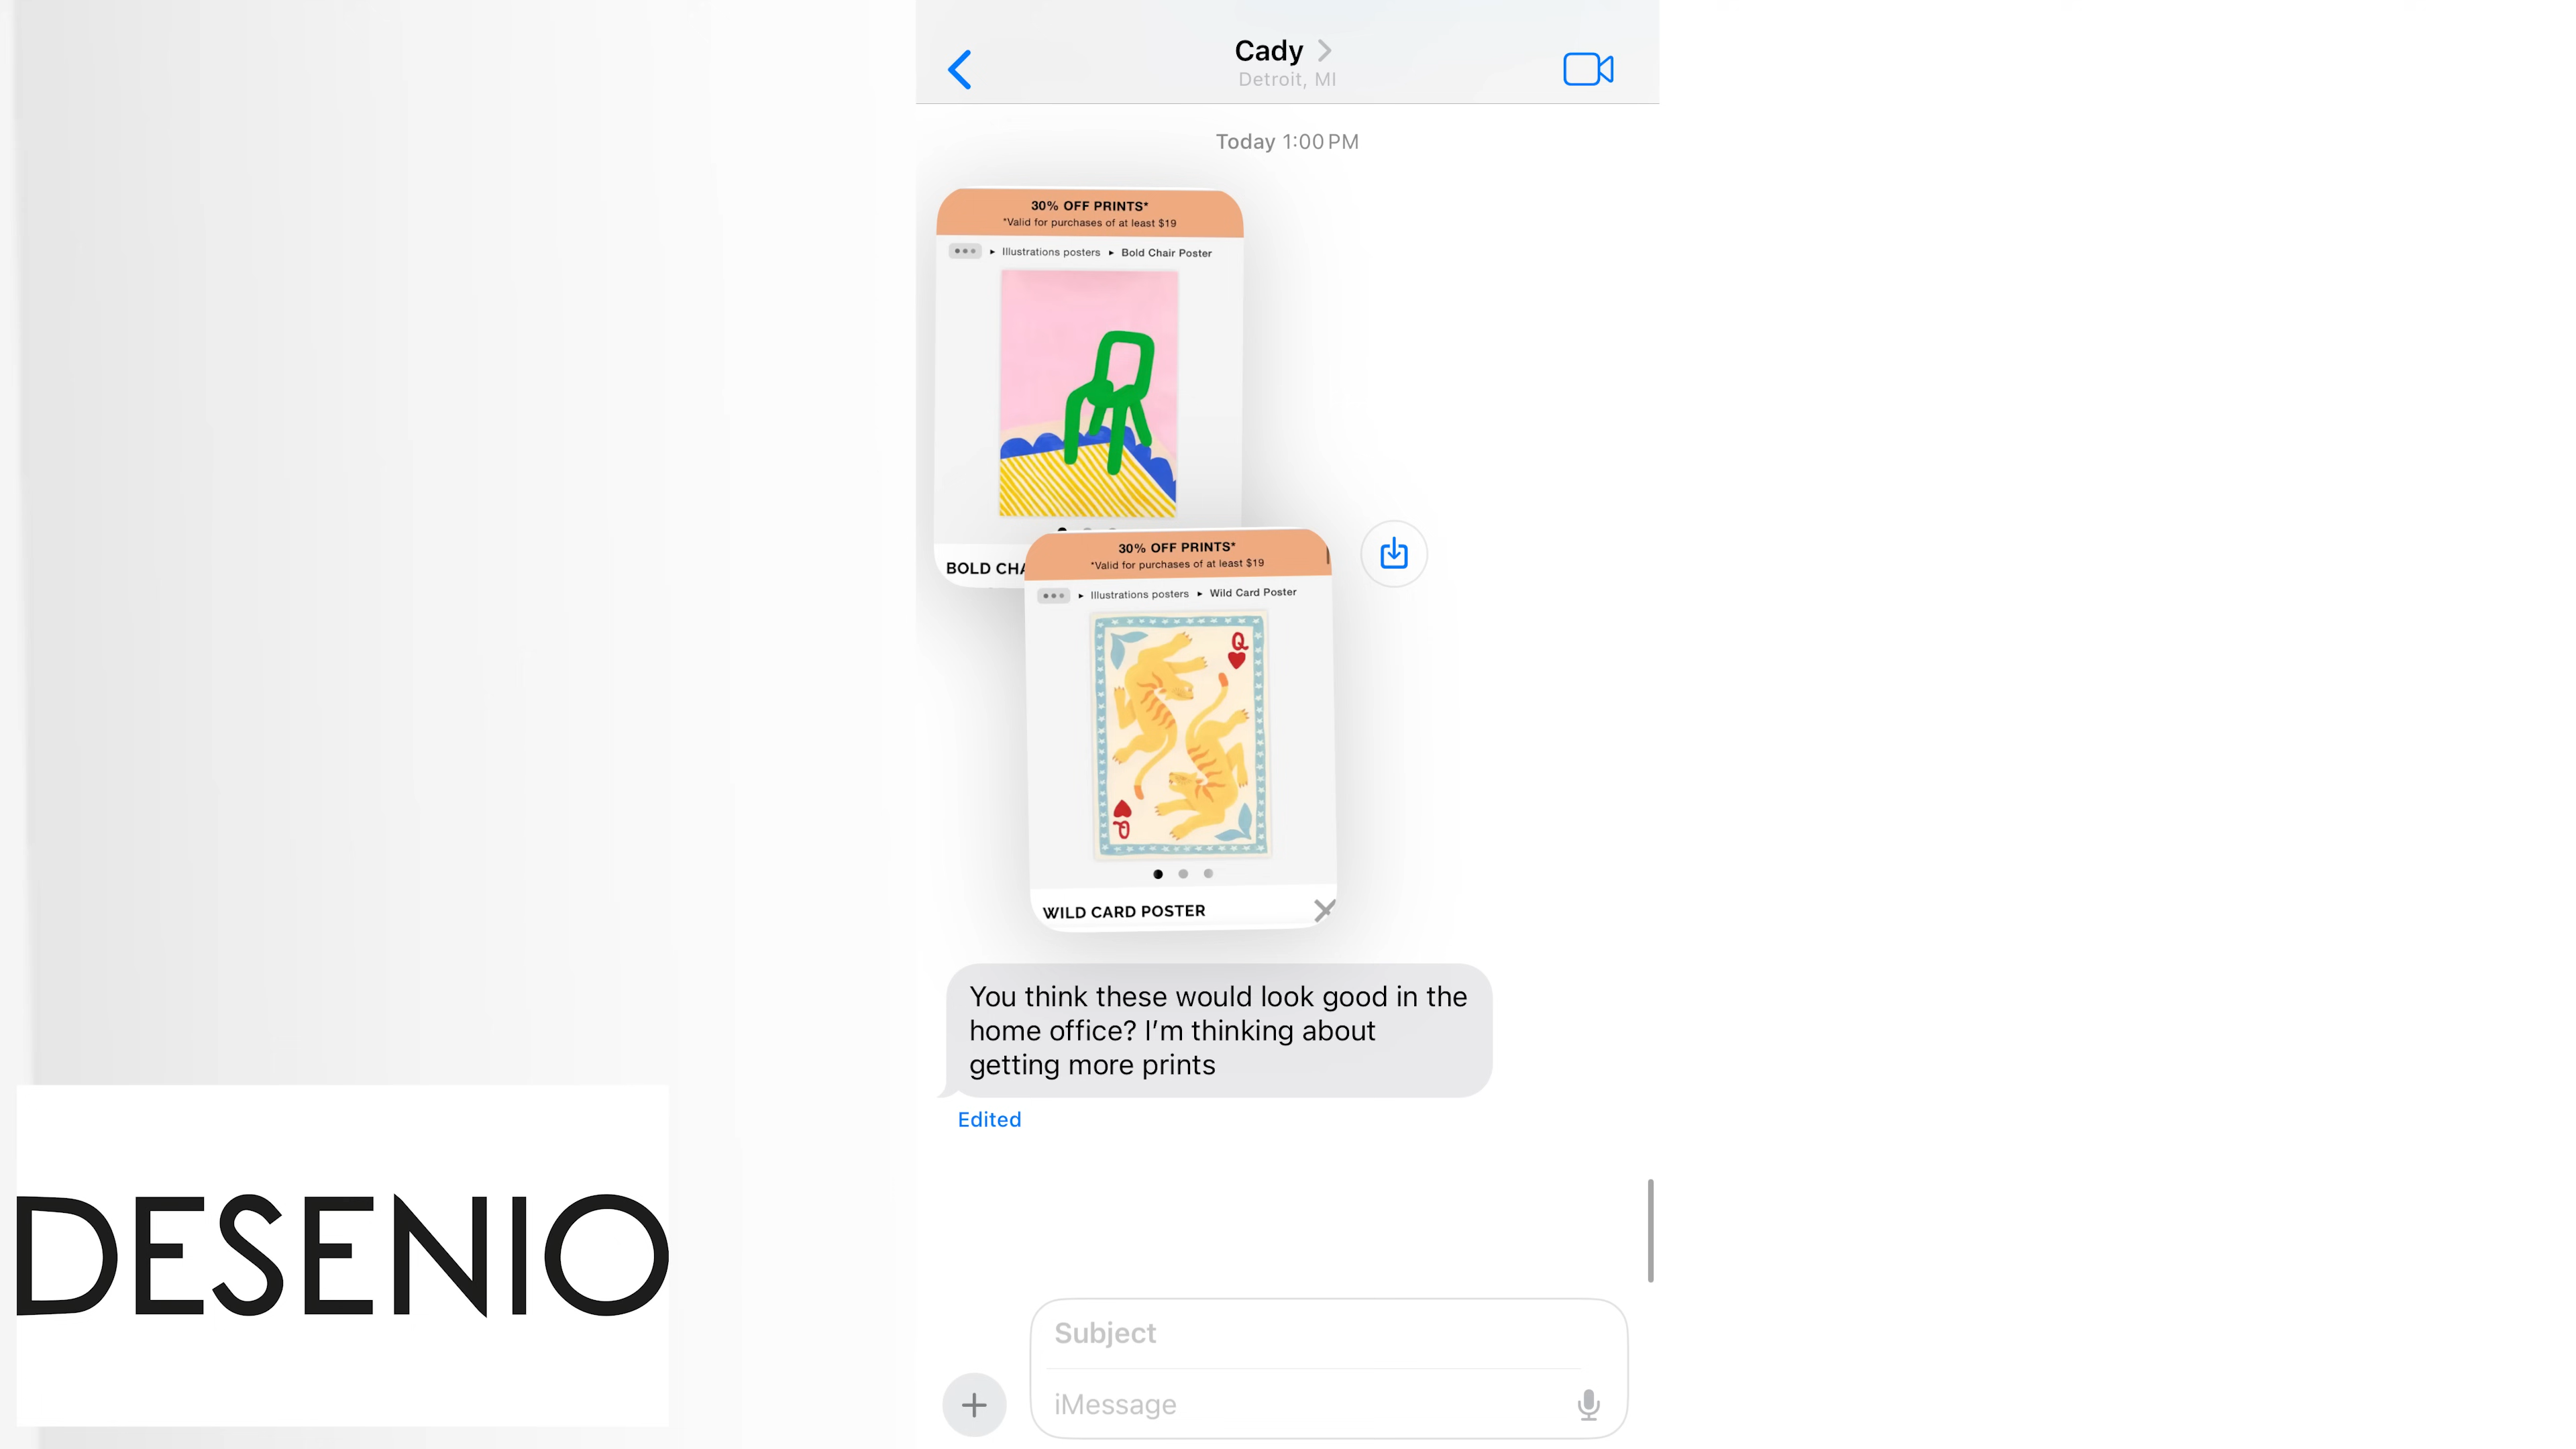 Cady
Detroit, MI
Today 1:00 PM
30% OFF PRINTS*
*Valid for purchases of at least $19
Illustrations posters ▸ Bold Chair Poster
BOLD CHA
30% OFF PRINTS*
*Valid for purchases of at least $19
Illustrations posters ▸ Wild Card Poster
Q
Q
WILD CARD POSTER
You think these would look good in the
home office? I'm thinking about
getting more prints
Edited
Subject
iMessage
DESENIO